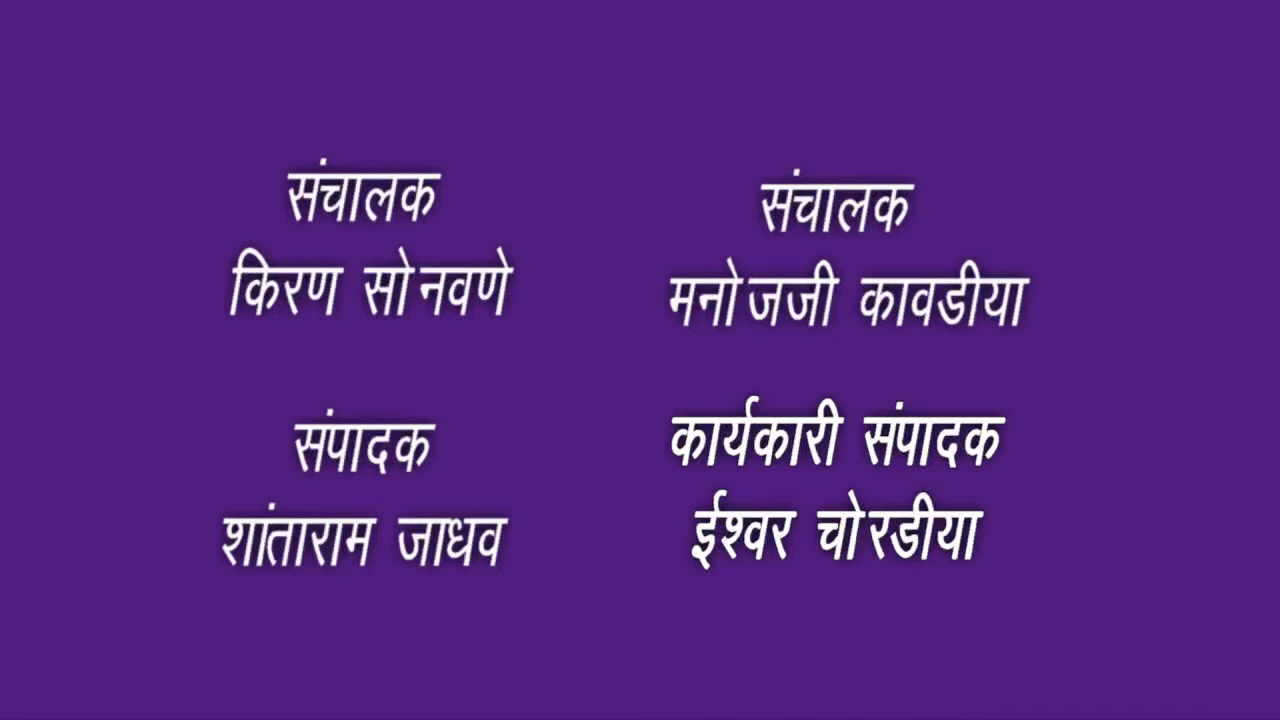 संचालक
किरण सोनवणे
संचालक
मनोजजी कावडीया
संपादक
शांताराम जाधव
कार्यकारी संपादक
ईश्वर चोरडीया